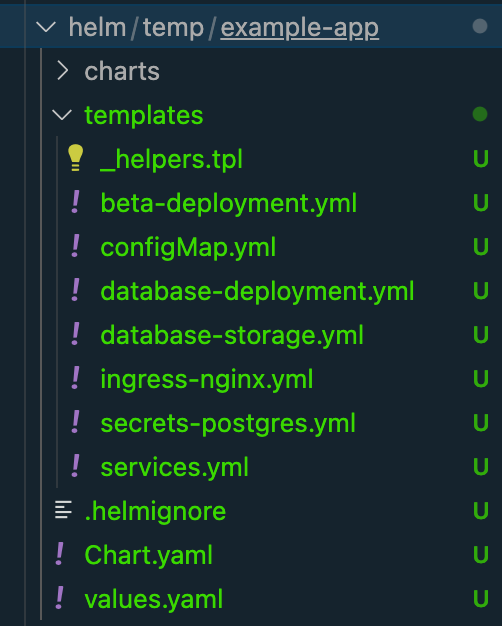 helm/temp/example-app
charts
templates
_helpers.tpl U
! beta-deployment.yml U
! configMap.yml U
! database-deployment.yml U
! database-storage.yml U
! ingress-nginx.yml U
! secrets-postgres.yml U
! services.yml U
.helmignore U
! Chart.yaml U
! values.yaml U